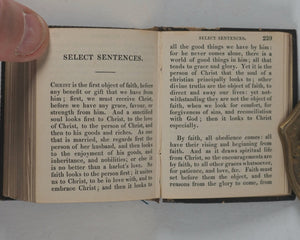 SELECT SENTENCES.
CHRIST is the first object of faith, before
any benefit or gift that we have from
him; first, we must receive Christ,
before we have any grace, favour, or
strength from him. And a sanctified
soul looks first to Christ, to the love
of Christ, to the person of Christ, and
then to his goods and riches. As one
that is married, she regards first the
person of her husband, and then looks
to the enjoyment of his goods, and
inheritance, and nobilitie; or it is
no better than a harlot's love. So
faith looks to the person first; it unites
us to Christ, to be in love with, and to
embrace Christ; and then it looks to
SELECT SENTENCES. 239
all the good things we have by him:
for he never comes alone, there is a
world of good things in him; all that
tends to grace and glory. Yet it is the
person of Christ that the soul of a
christian principally looks to; other
divine truths are the object of faith, to
direct and sway our lives: yet not-
withstanding they are not the object of
faith, when we look for comfort, for
forgiveness of sins, and reconciliation
with God; then it looks to Christ
especially.
By faith, all obedience comes: all
have their rising and beginning from
faith. And as it draws spiritual life
from Christ, so the encouragements are
by faith, to all other graces whatsoever,
for patience, and love, &c. Faith must
set before them the object, and the
reasons from the glory to come, from